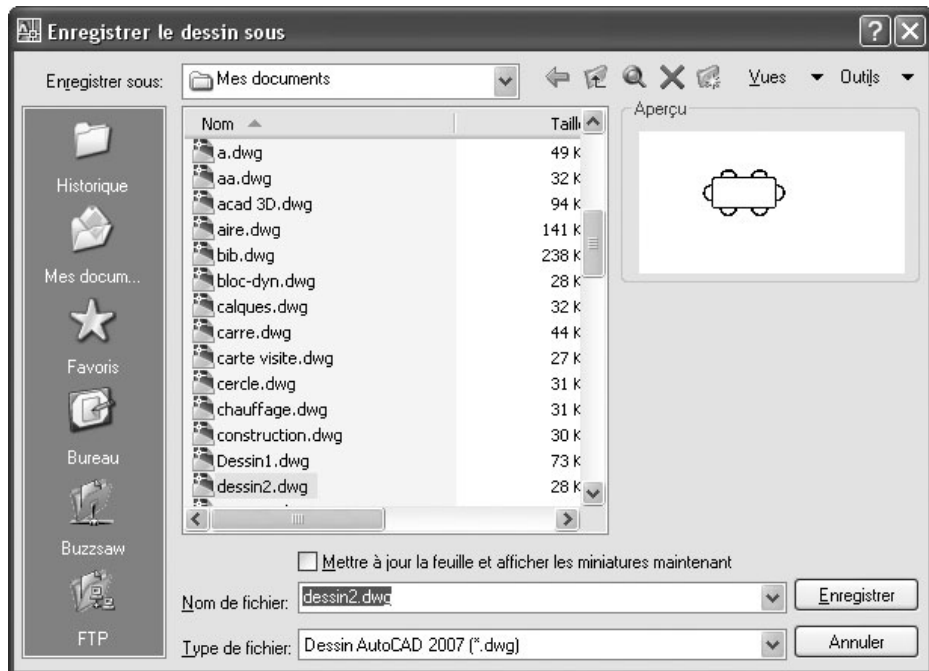 Enregistrer le dessin sous
Enregistrer sous:
Mes documents
Vues
Outils
Historique
Mes docum...
Favoris
Bureau
Buzzsaw
FTP
Nom
Taill
a.dwg 49 K
aa.dwg 32 K
acad 3D.dwg 94 K
aire.dwg 141 K
bib.dwg 238 K
bloc-dyn.dwg 28 K
calques.dwg 32 K
carre.dwg 44 K
carte visite.dwg 27 K
cercle.dwg 31 K
chauffage.dwg 31 K
construction.dwg 30 K
Dessin1.dwg 73 K
dessin2.dwg 28 K
Aperçu
Mettre à jour la feuille et afficher les miniatures maintenant
Nom de fichier: dessin2.dwg
Enregistrer
Type de fichier: Dessin AutoCAD 2007 (*.dwg)
Annuler